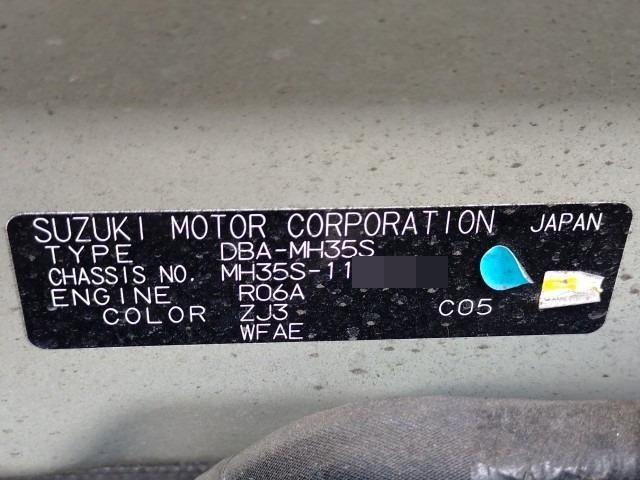 SUZUKI MOTOR CORPORATION JAPAN
TYPE DBA-MH35S
CHASSIS NO. MH35S-11
ENGINE R06A
COLOR ZJ3 C05
WFAE